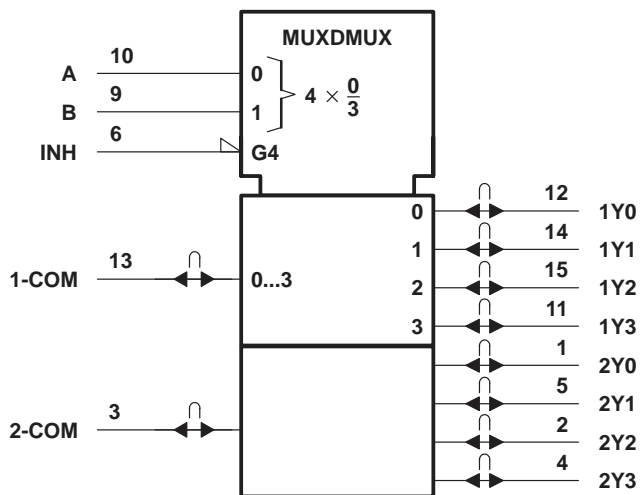 MUXDMUX
A 10 0 4 × 0/3
B 9 1
INH 6 G4
0 12 1Y0
1 14 1Y1
1-COM 13 0...3 2 15 1Y2
3 11 1Y3
1 2Y0
5 2Y1
2-COM 3 2 2Y2
4 2Y3